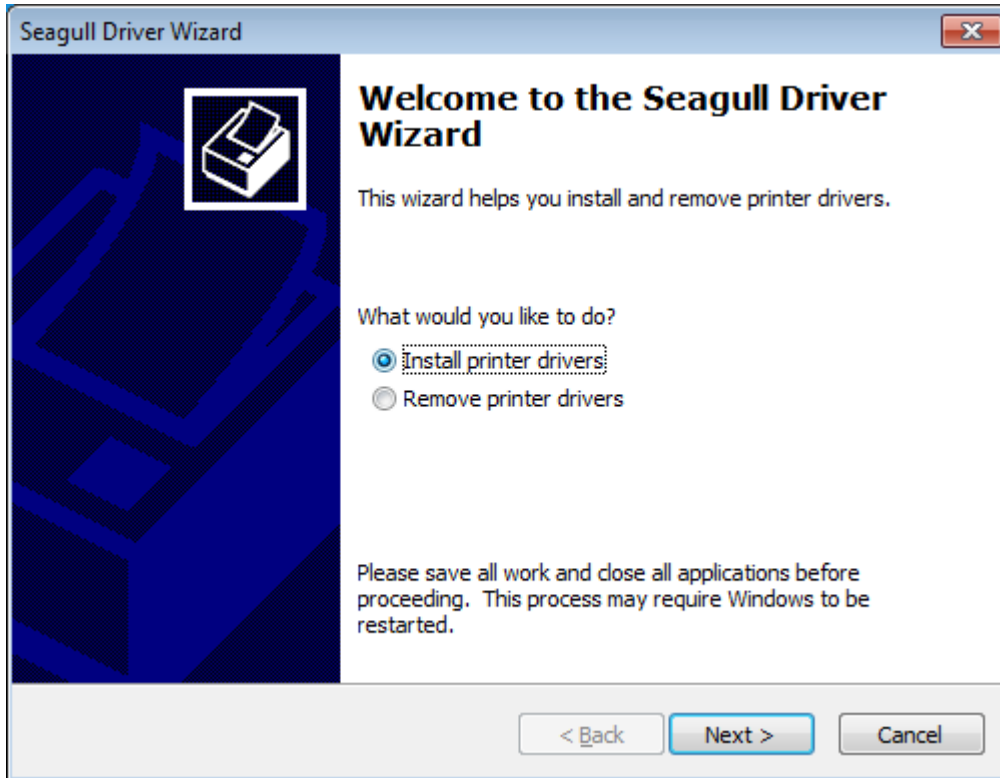 Seagull Driver Wizard
Welcome to the Seagull Driver
Wizard
This wizard helps you install and remove printer drivers.
What would you like to do?
Install printer drivers
Remove printer drivers
Please save all work and close all applications before
proceeding.  This process may require Windows to be
restarted.
< Back
Next >
Cancel